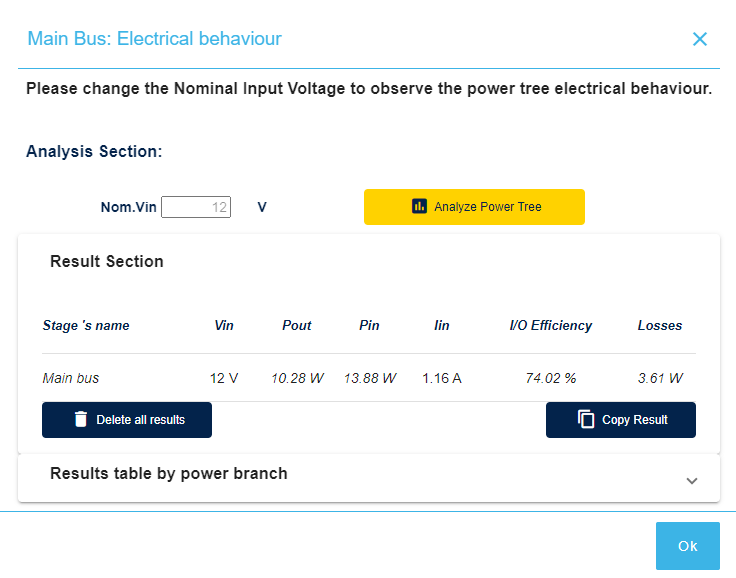 Main Bus: Electrical behaviour
Please change the Nominal Input Voltage to observe the power tree electrical behaviour.
Analysis Section:
Nom.Vin 12 V Analyze Power Tree
Result Section
Stage 's name Vin Pout Pin Iin I/O Efficiency Losses
Main bus 12 V 10.28 W 13.88 W 1.16 A 74.02 % 3.61 W
Delete all results Copy Result
Results table by power branch
Ok